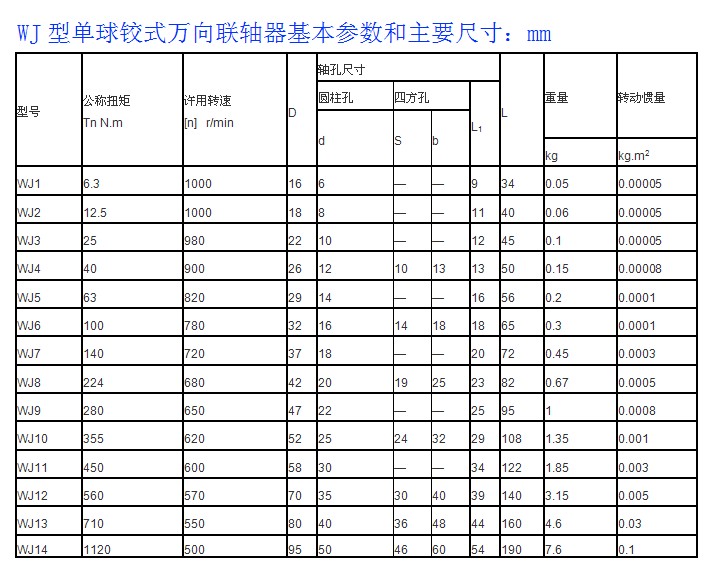 WJ 型单球铰式万向联轴器基本参数和主要尺寸：mm
型号 公称扭矩 Tn N.m 许用转速 [n] r/min D 轴孔尺寸 L 重量 转动惯量
圆柱孔 四方孔 L1
d S b kg kg.m2
WJ1 6.3 1000 16 6 — — 9 34 0.05 0.00005
WJ2 12.5 1000 18 8 — — 11 40 0.06 0.00005
WJ3 25 980 22 10 — — 12 45 0.1 0.00005
WJ4 40 900 26 12 10 13 13 50 0.15 0.00008
WJ5 63 820 29 14 — — 16 56 0.2 0.0001
WJ6 100 780 32 16 14 18 18 65 0.3 0.0001
WJ7 140 720 37 18 — — 20 72 0.45 0.0003
WJ8 224 680 42 20 19 25 23 82 0.67 0.0005
WJ9 280 650 47 22 — — 25 95 1 0.0008
WJ10 355 620 52 25 24 32 29 108 1.35 0.001
WJ11 450 600 58 30 — — 34 122 1.85 0.003
WJ12 560 570 70 35 30 40 39 140 3.15 0.005
WJ13 710 550 80 40 36 48 44 160 4.6 0.03
WJ14 1120 500 95 50 46 60 54 190 7.6 0.1